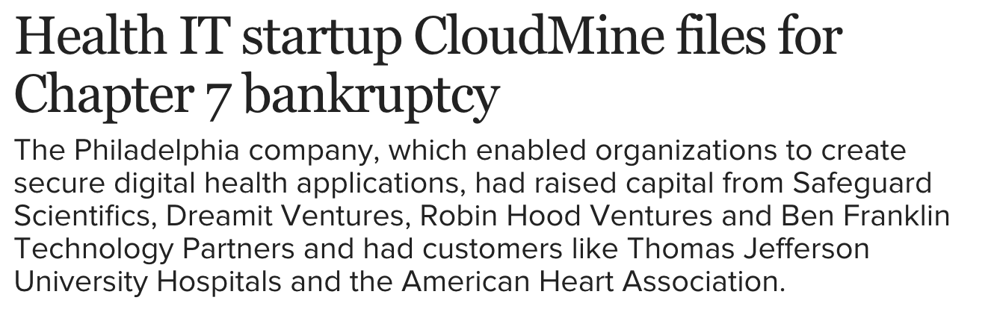 Health IT startup CloudMine files for
Chapter 7 bankruptcy
The Philadelphia company, which enabled organizations to create
secure digital health applications, had raised capital from Safeguard
Scientifics, Dreamit Ventures, Robin Hood Ventures and Ben Franklin
Technology Partners and had customers like Thomas Jefferson
University Hospitals and the American Heart Association.